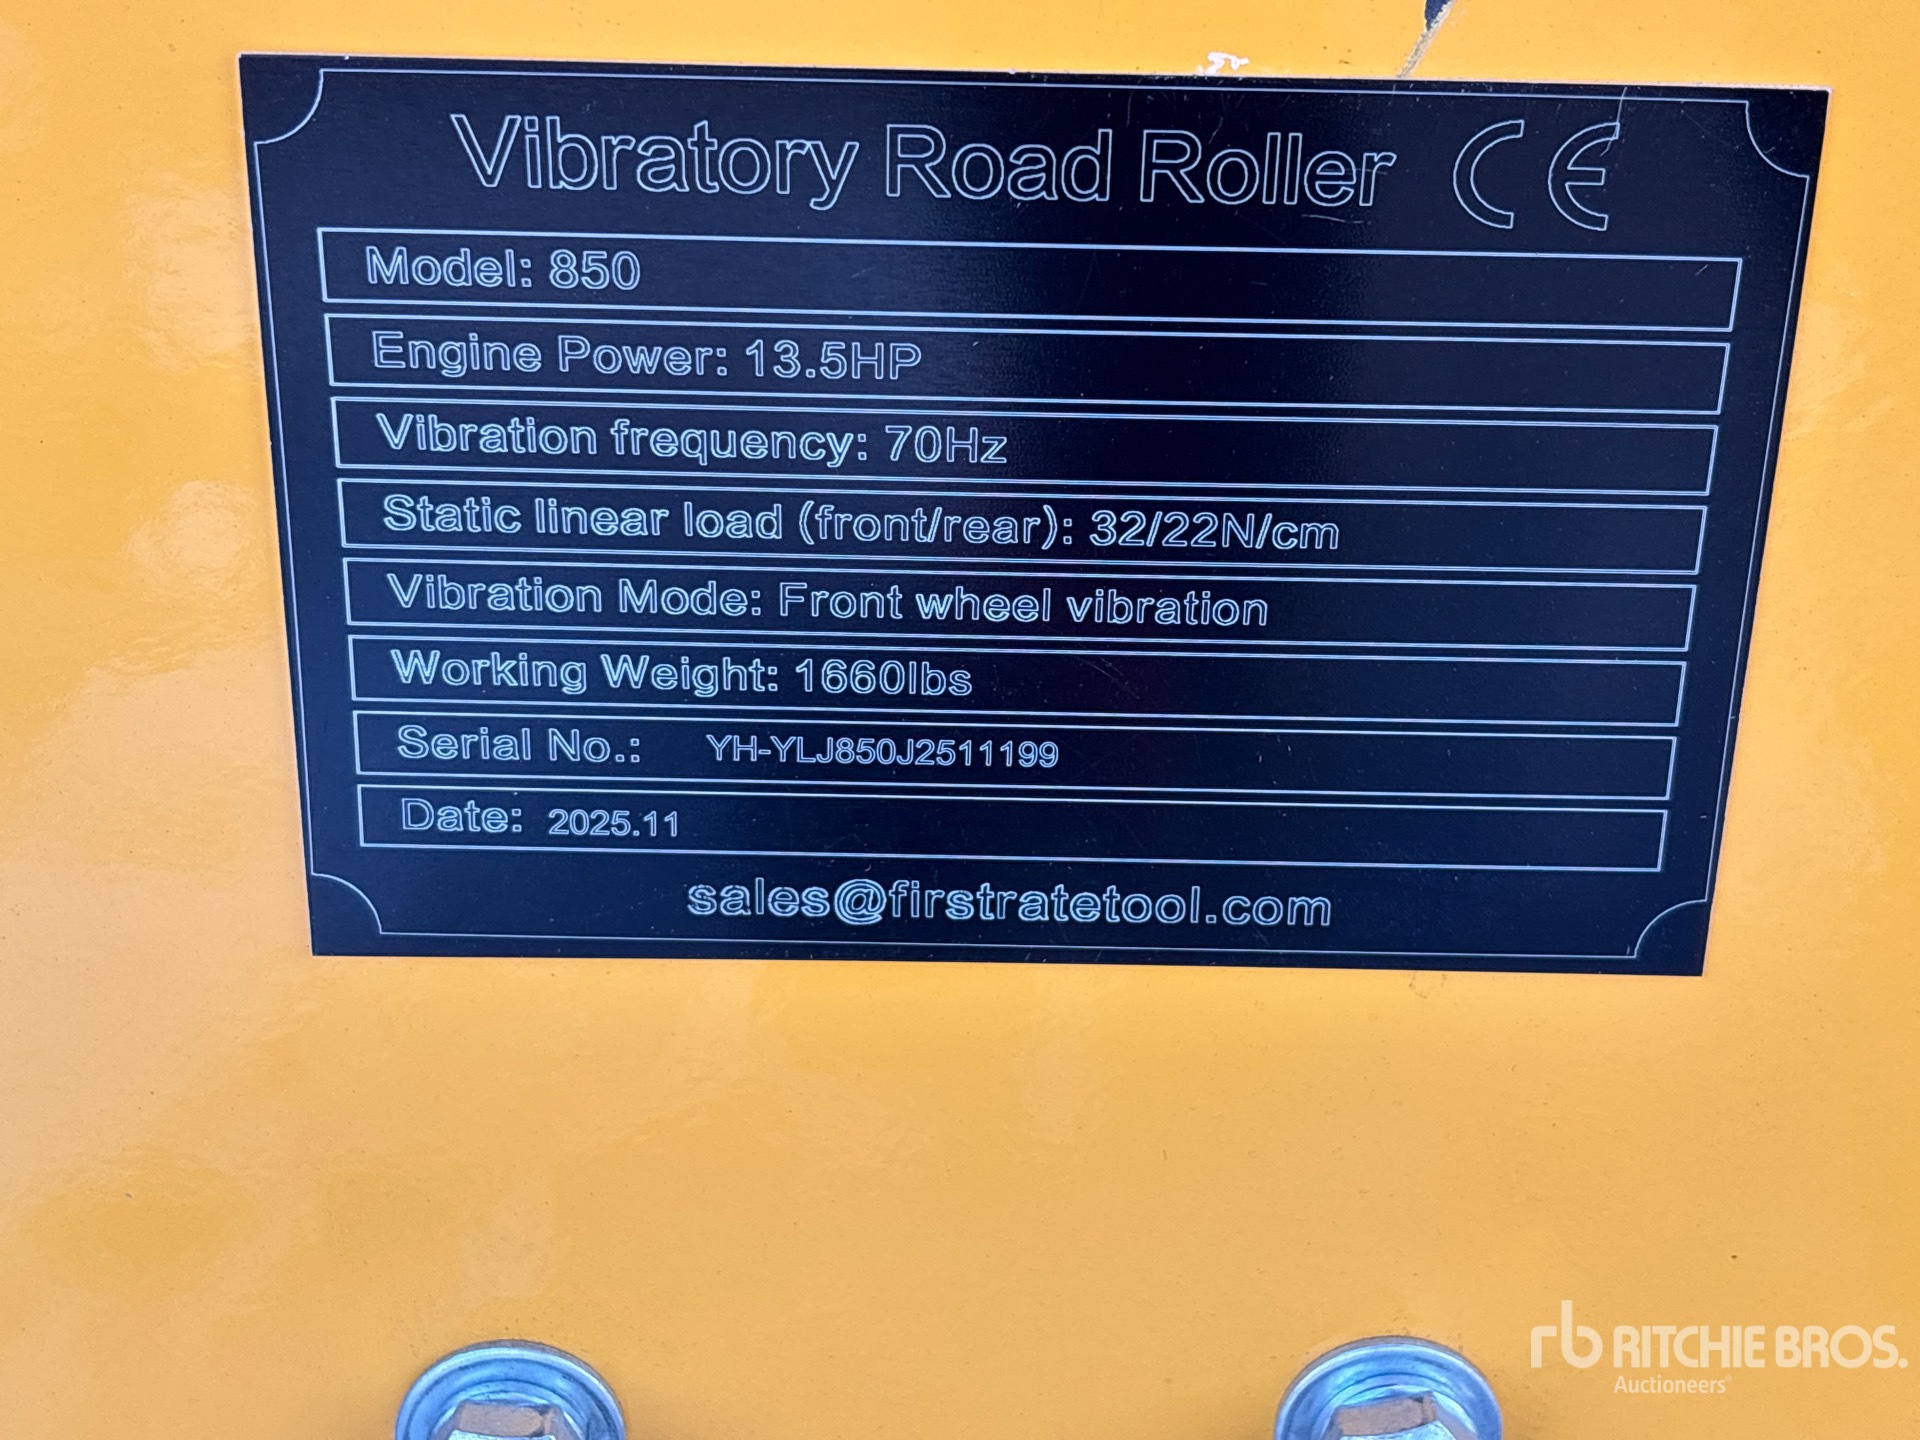 Vibratory Road Roller CE
Model: 850
Engine Power: 13.5HP
Vibration frequency: 70Hz
Static linear load (front/rear): 32/22N/cm
Vibration Mode: Front wheel vibration
Working Weight: 1660lbs
Serial No.: YH-YLJ850J2511199
Date: 2025.11
sales@firstratetool.com
rb RITCHIE BROS.
Auctioneers